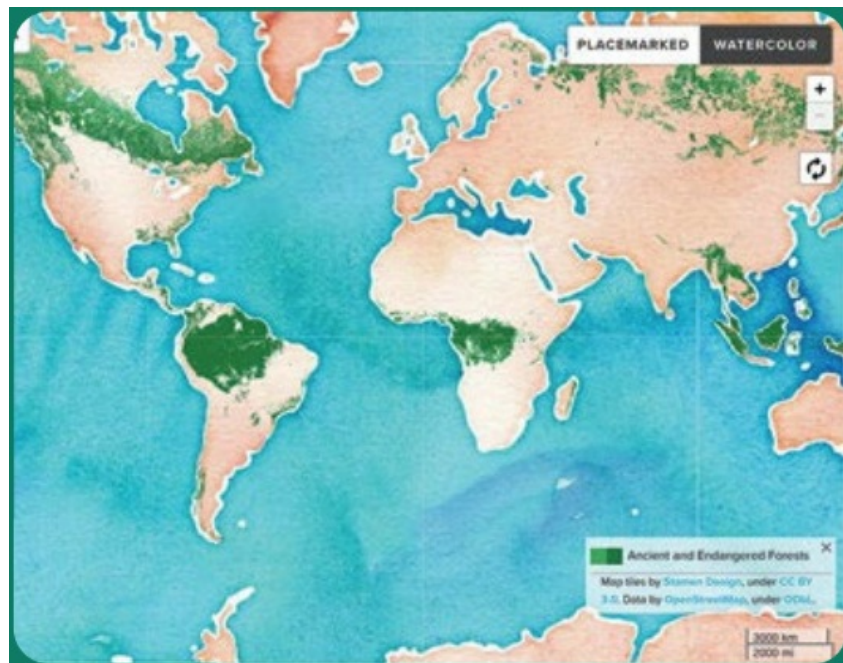 PLACEMARKED WATERCOLOR
+
−
Ancient and Endangered Forests ×
Map tiles by Stamen Design, under CC BY
3.0. Data by OpenStreetMap, under ODbL.
3000 km
2000 mi